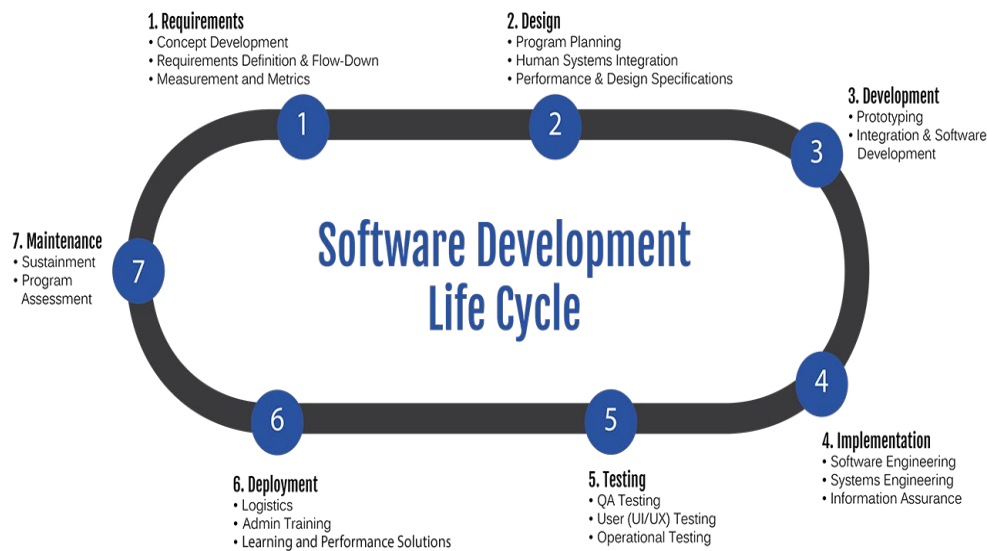 1. Requirements
• Concept Development
• Requirements Definition & Flow-Down
• Measurement and Metrics
2. Design
• Program Planning
• Human Systems Integration
• Performance & Design Specifications
3. Development
• Prototyping
• Integration & Software
Development
1
2
3
Software Development
Life Cycle
7. Maintenance
• Sustainment
• Program
Assessment
7
4
4. Implementation
• Software Engineering
• Systems Engineering
• Information Assurance
5
5. Testing
• QA Testing
• User (UI/UX) Testing
• Operational Testing
6
6. Deployment
• Logistics
• Admin Training
• Learning and Performance Solutions